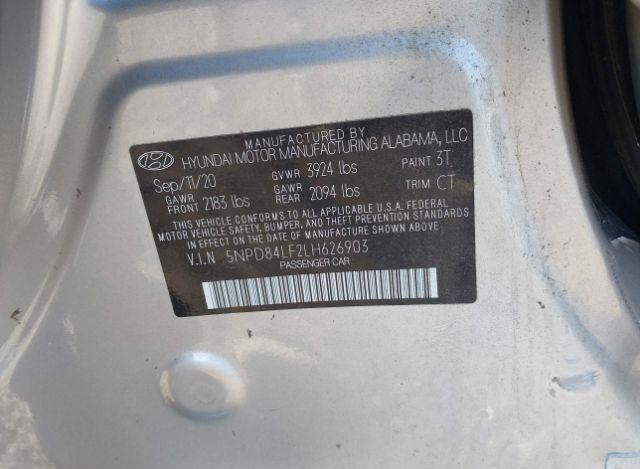 MANUFACTURED BY
HYUNDAI MOTOR MANUFACTURING ALABAMA, LLC
Sep/11/20 GVWR 3924 lbs PAINT 3T
GAWR FRONT 2183 lbs GAWR REAR 2094 lbs TRIM CT
THIS VEHICLE CONFORMS TO ALL APPLICABLE U.S.A. FEDERAL
MOTOR VEHICLE SAFETY, BUMPER, AND THEFT PREVENTION STANDARDS
IN EFFECT ON THE DATE OF MANUFACTURE SHOWN ABOVE.
V.I.N 5NPD84LF2LH626903
PASSENGER CAR